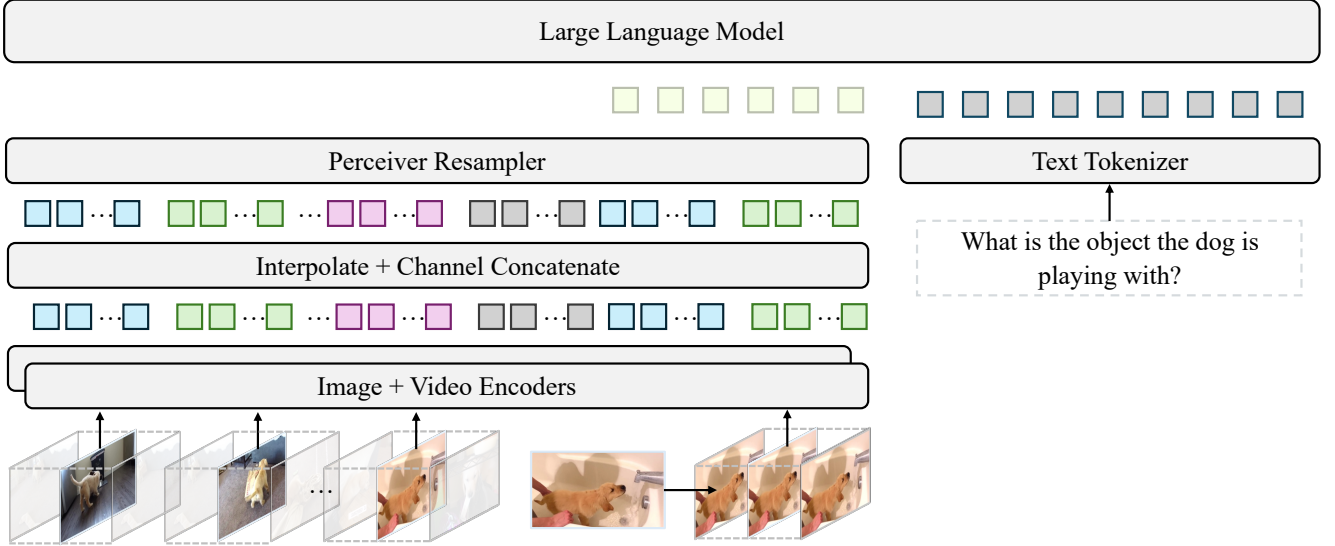 Large Language Model
Perceiver Resampler
Text Tokenizer
What is the object the dog is
playing with?
Interpolate + Channel Concatenate
Image + Video Encoders